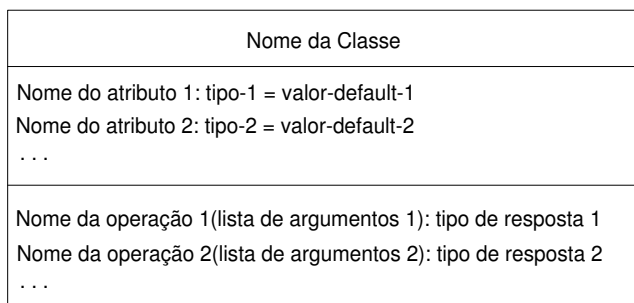 Nome da Classe
Nome do atributo 1: tipo-1 = valor-default-1
Nome do atributo 2: tipo-2 = valor-default-2
. . .
Nome da operação 1(lista de argumentos 1): tipo de resposta 1
Nome da operação 2(lista de argumentos 2): tipo de resposta 2
. . .